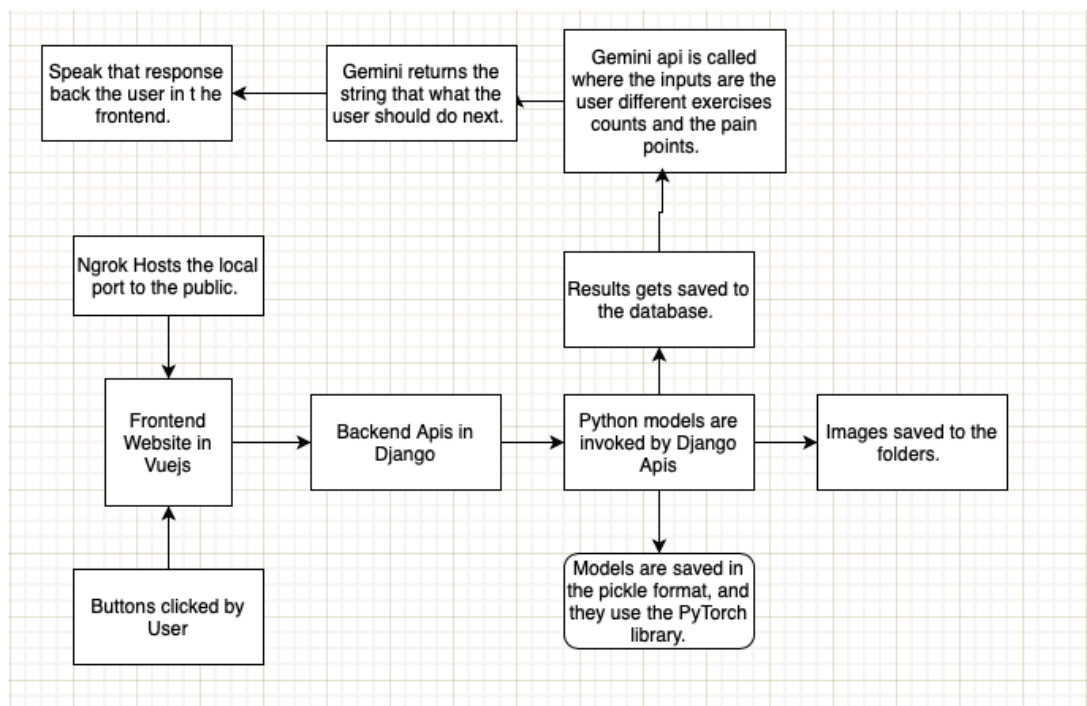 Speak that response
back the user in t he
frontend.
Gemini returns the
string that what the
user should do next.
Gemini api is called
where the inputs are the
user different exercises
counts and the pain
points.
Ngrok Hosts the local
port to the public.
Results gets saved to
the database.
Frontend
Website in
Vuejs
Backend Apis in
Django
Python models are
invoked by Django
Apis
Images saved to the
folders.
Buttons clicked by
User
Models are saved in
the pickle format, and
they use the PyTorch
library.